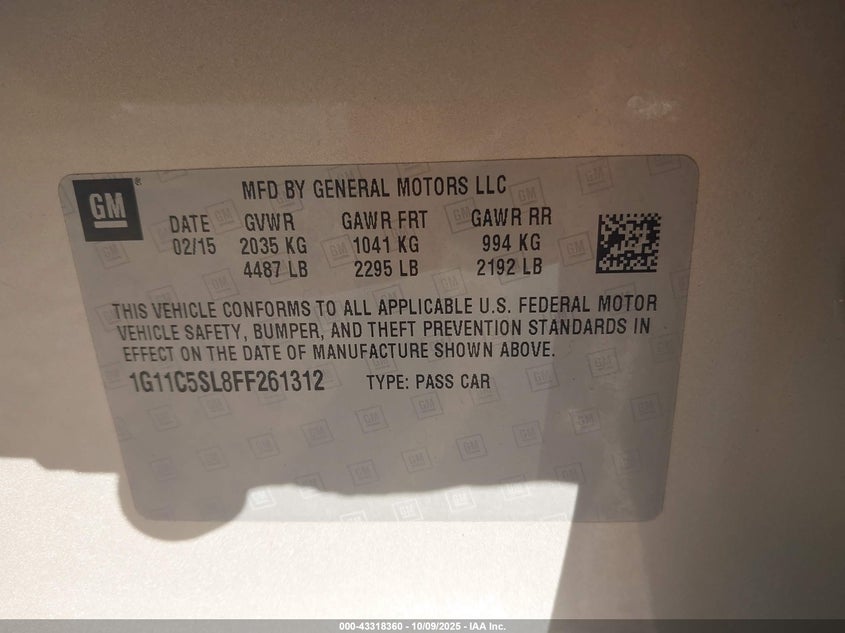 GM
MFD BY GENERAL MOTORS LLC
DATE GVWR GAWR FRT GAWR RR
02/15 2035 KG 1041 KG 994 KG
4487 LB 2295 LB 2192 LB
THIS VEHICLE CONFORMS TO ALL APPLICABLE U.S. FEDERAL MOTOR
VEHICLE SAFETY, BUMPER, AND THEFT PREVENTION STANDARDS IN
EFFECT ON THE DATE OF MANUFACTURE SHOWN ABOVE.
1G11C5SL8FF261312 TYPE: PASS CAR
000-43318360 - 10/09/2025 - IAA Inc.